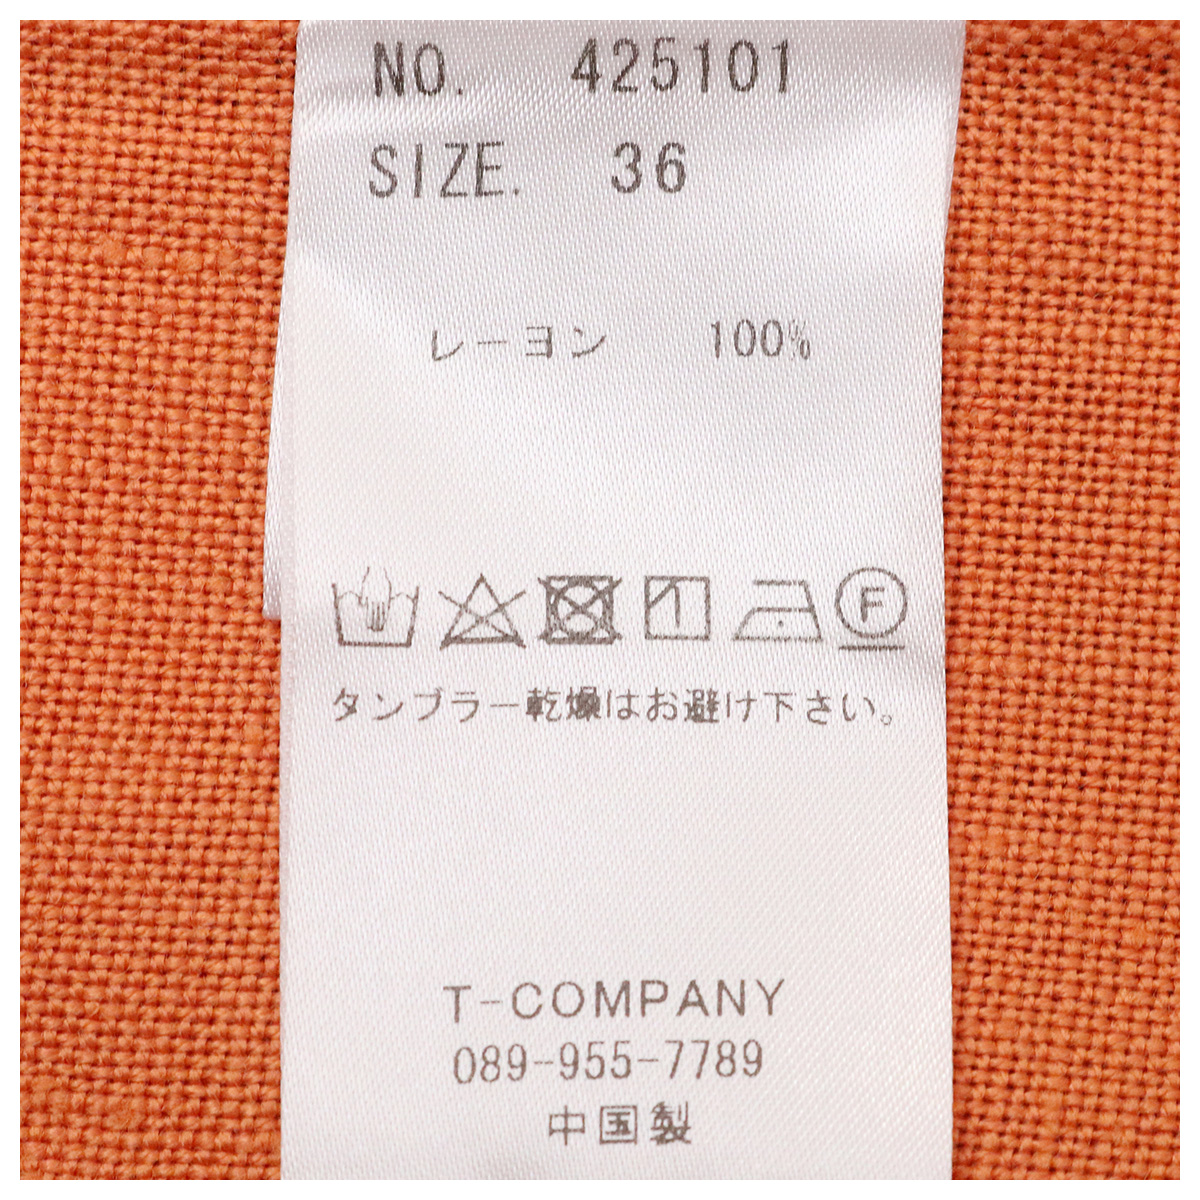 NO. 425101
SIZE. 36
レーヨン 100%
F
タンブラー乾燥はお避け下さい。
T-COMPANY
089-955-7789
中国製